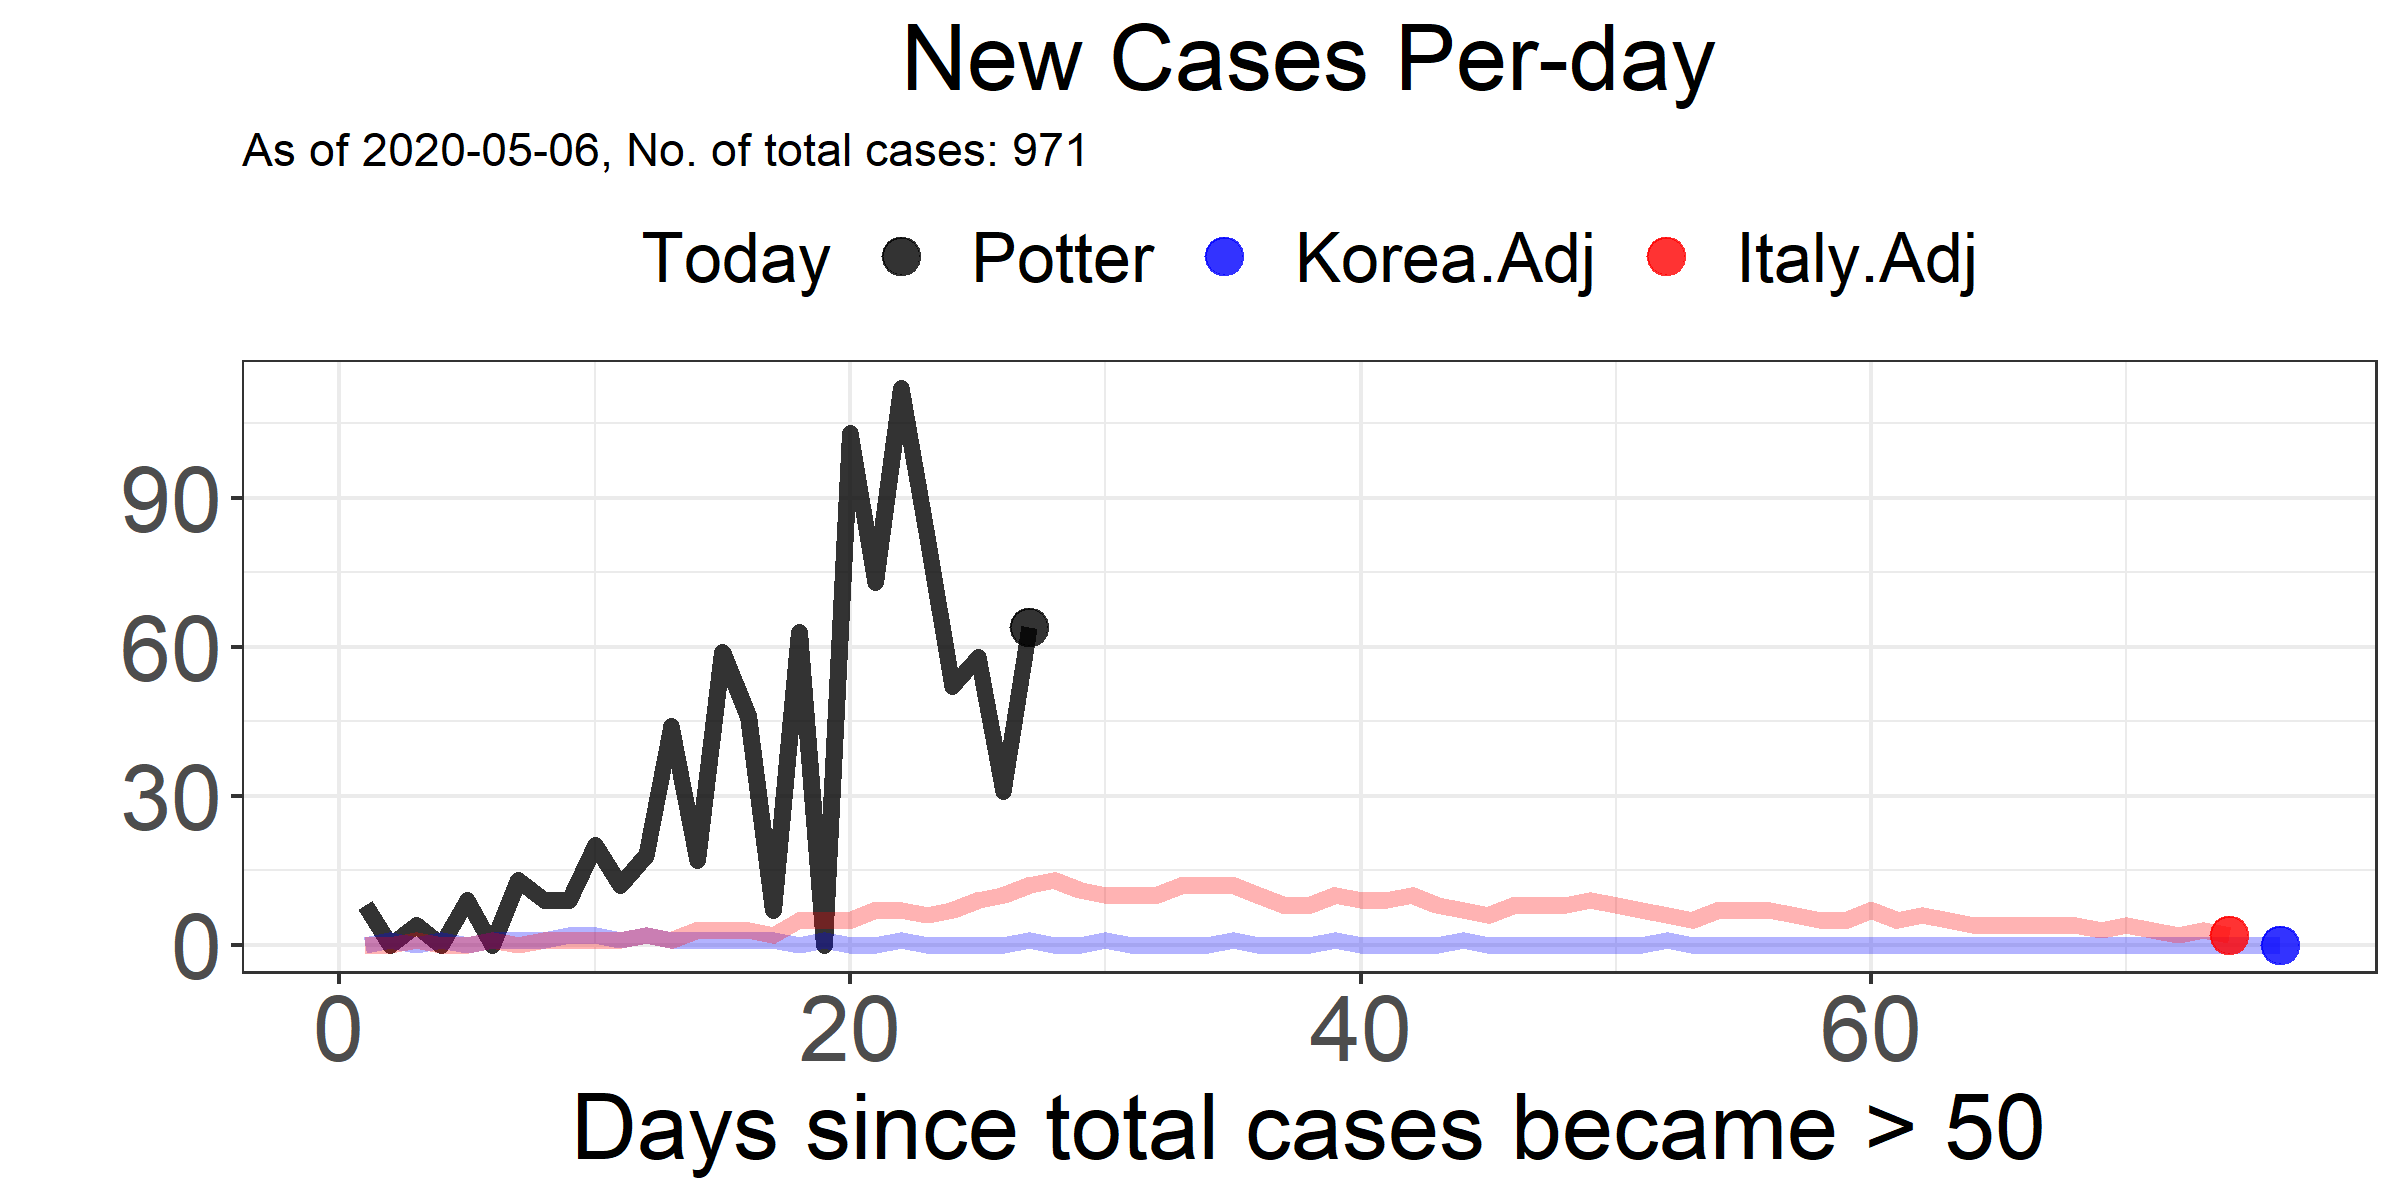 New Cases Per-day
As of 2020-05-06, No. of total cases: 971
Today Potter Korea.Adj Italy.Adj
90
60
30
0
0 20 40 60
Days since total cases became > 50